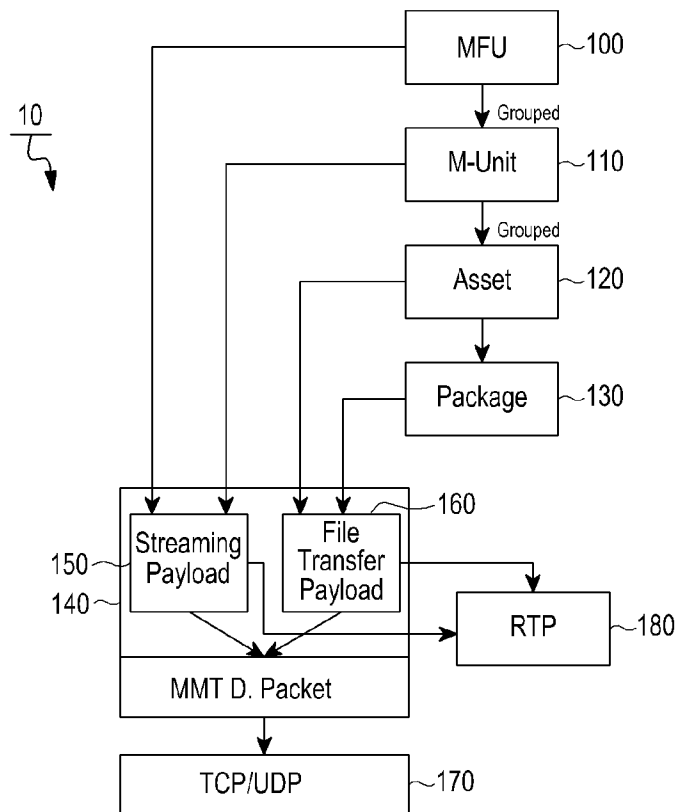 MFU
100
10
Grouped
M-Unit
110
Grouped
Asset
120
Package
130
160
150
Streaming
Payload
File
Transfer
Payload
140
RTP
180
MMT D. Packet
TCP/UDP
170